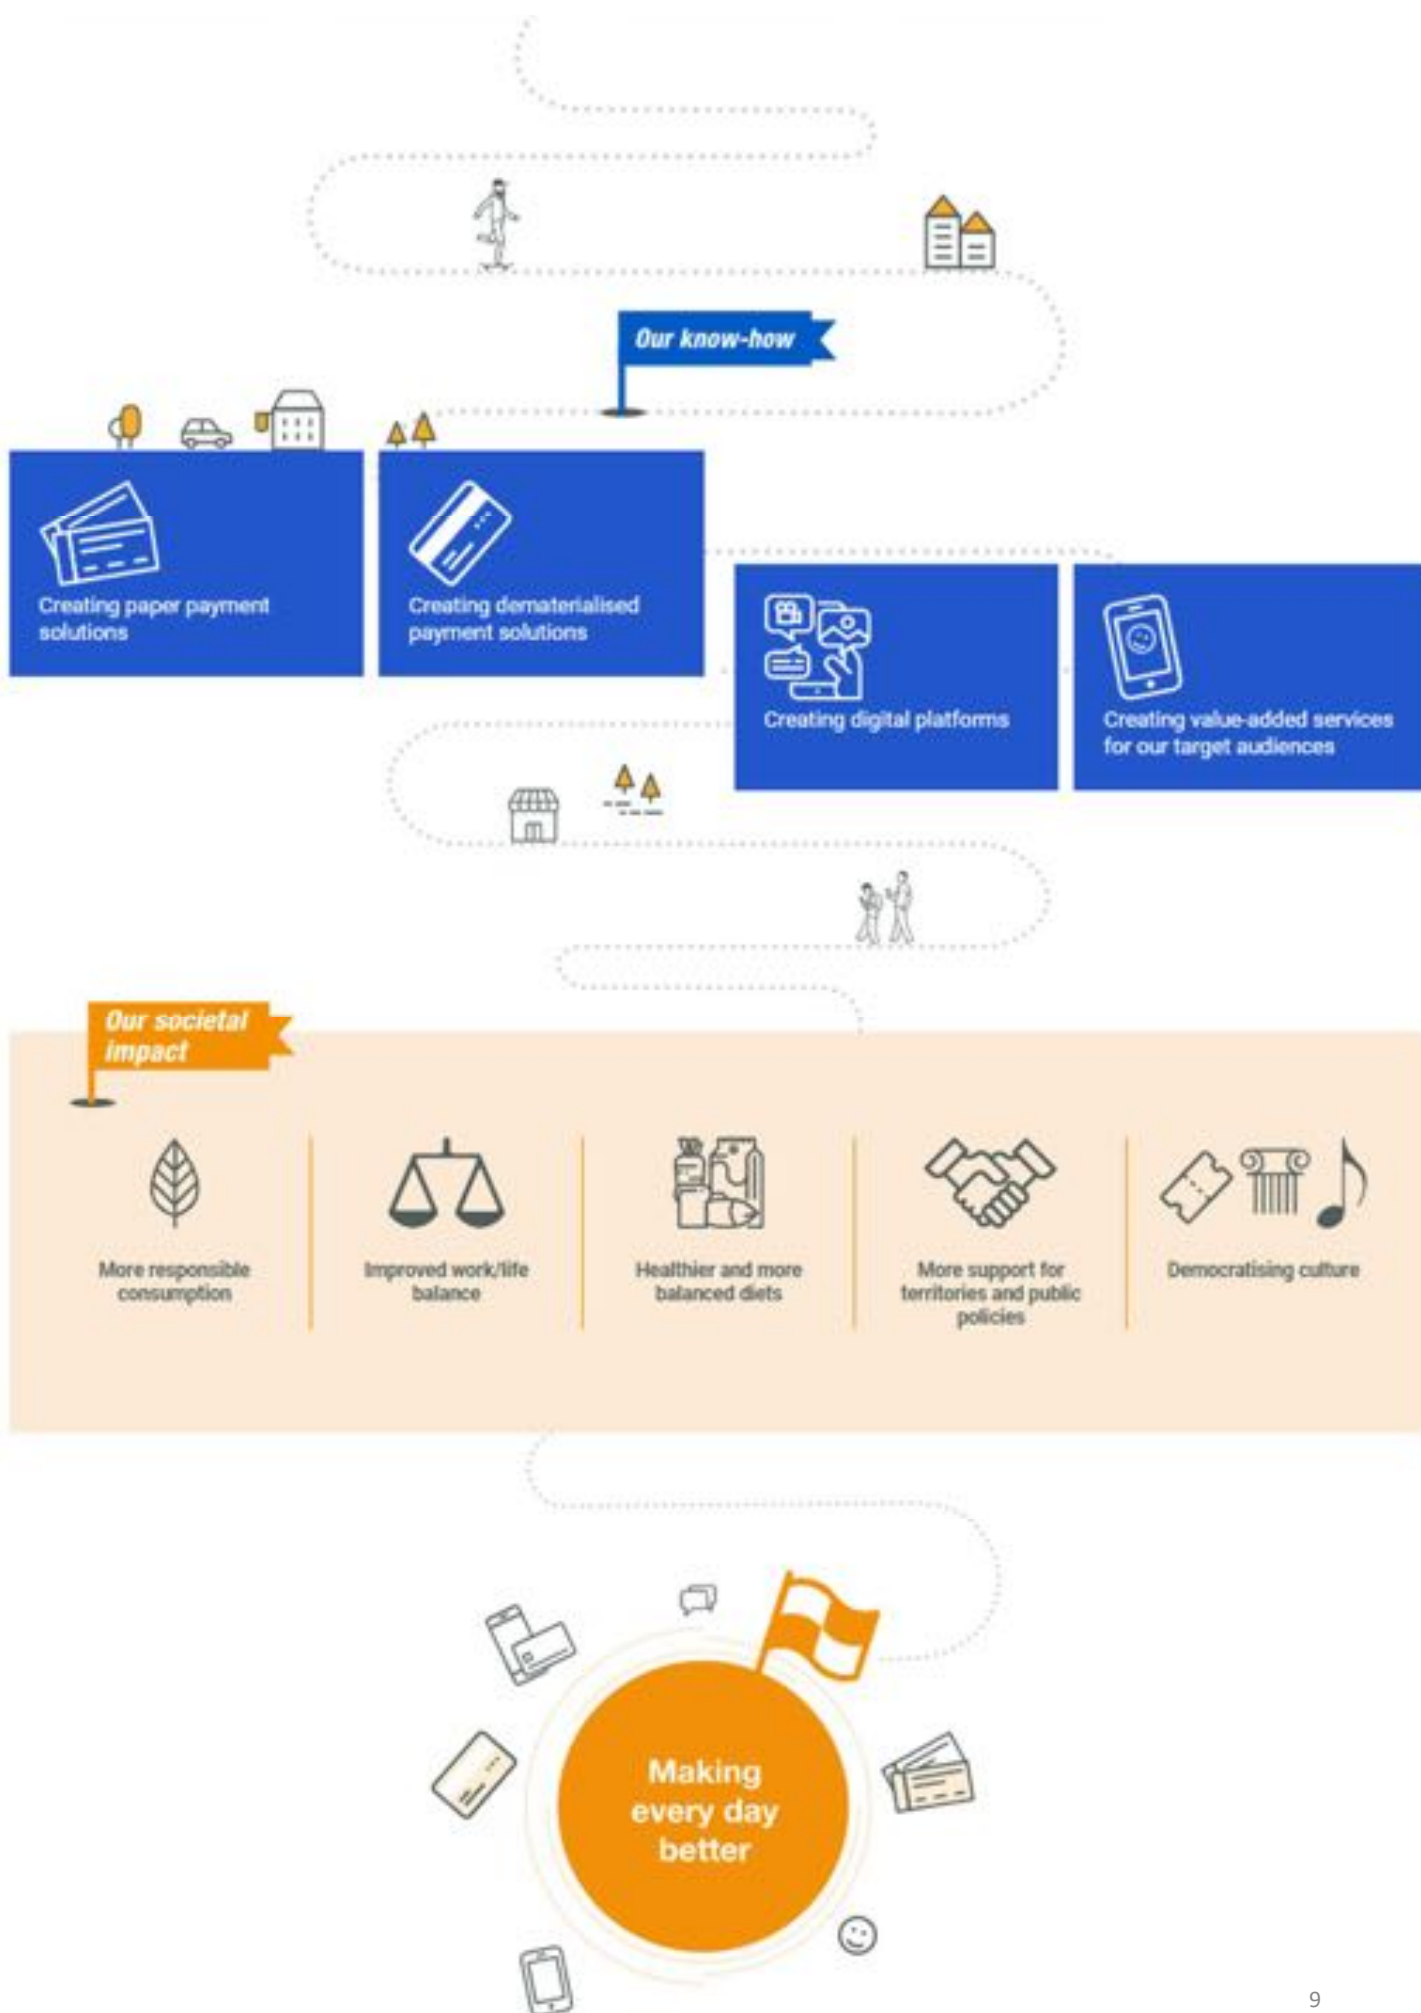 Our know-how
Creating paper payment
solutions
Creating dematerialised
payment solutions
Creating digital platforms
Creating value-added services
for our target audiences
Our societal
impact
More responsible
consumption
Improved work/life
balance
Healthier and more
balanced diets
More support for
territories and public
policies
Democratising culture
Making
every day
better
9